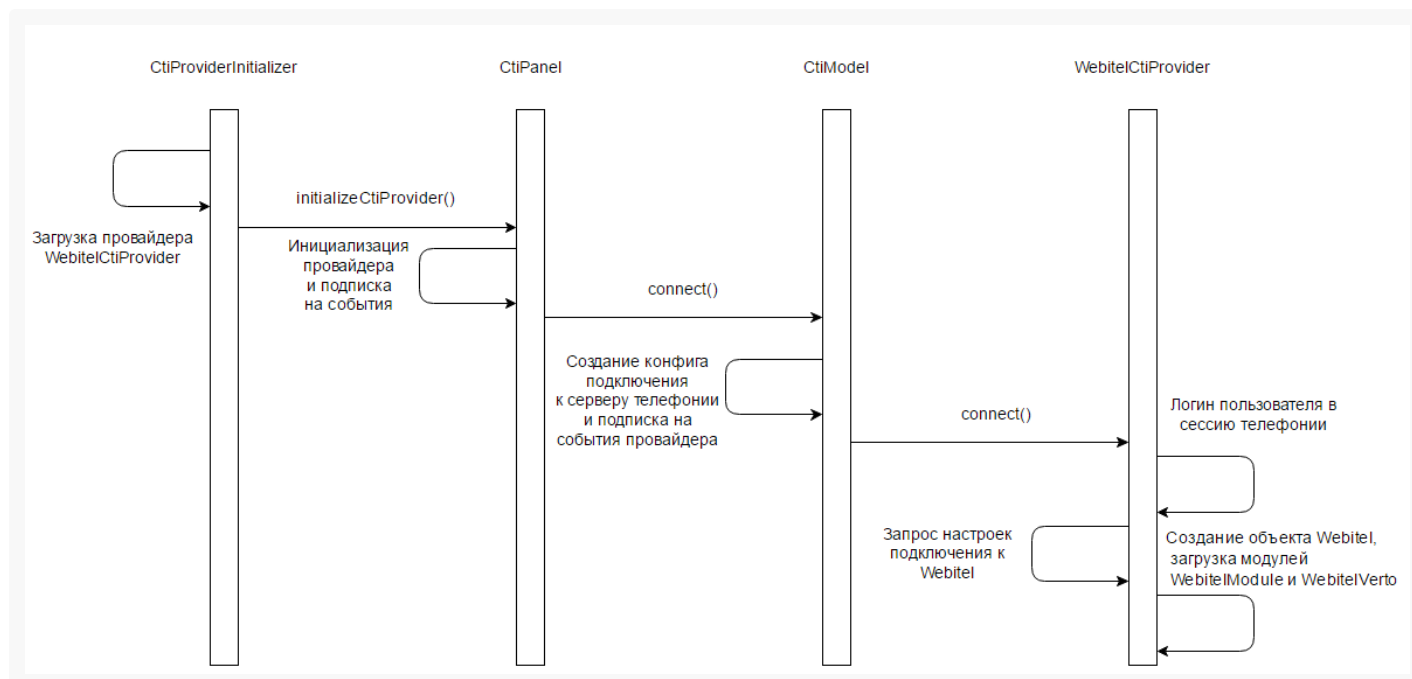 CtiProviderInitializer
CtiPanel
CtiModel
WebitelCtiProvider
Загрузка провайдера
WebitelCtiProvider
initializeCtiProvider()
Инициализация
провайдера
и подписка
на события
connect()
Создание конфига
подключения
к серверу телефонии
и подписка на
события провайдера
connect()
Логин пользователя в
сессию телефонии
Запрос настроек
подключения к
Webitel
Создание объекта Webitel,
загрузка модулей
WebitelModule и WebitelVerto